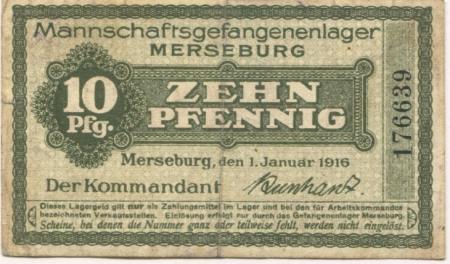 Mannschaftsgefangenenlager
MERSEBURG
10
Pfg.
ZEHN
PFENNIG
176639
Merseburg, den 1. Januar 1916
Der Kommandant
Dieses Lagergeld gilt nur als Zahlungsmittel im Lager und bei den für Arbeitskommandos
bezeichneten Verkaufsstellen. Einlösung erfolgt nur durch das Gefangenenlager Merseburg.
Scheine, bei denen die Nummer ganz oder teilweise fehlt, werden nicht eingelöst.